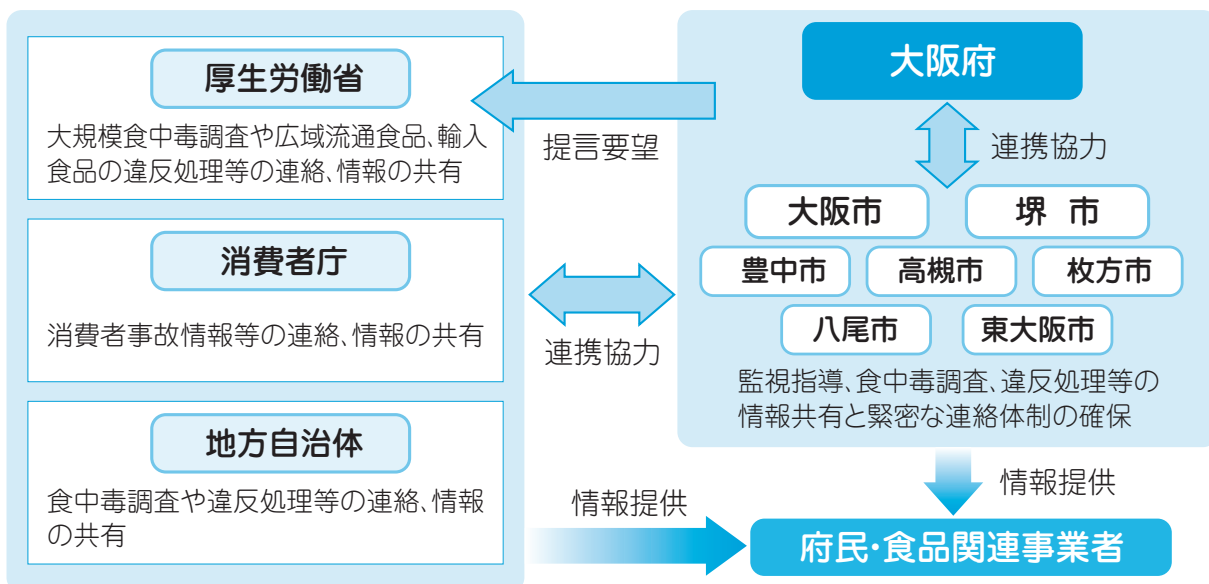 厚生労働省
大規模食中毒調査や広域流通食品、輸入
食品の違反処理等の連絡、情報の共有
消費者庁
消費者事故情報等の連絡、情報の共有
地方自治体
食中毒調査や違反処理等の連絡、情報
の共有
提言要望
連携協力
情報提供
大阪府
連携協力
大阪市
堺 市
豊中市
高槻市
枚方市
八尾市
東大阪市
監視指導、食中毒調査、違反処理等の
情報共有と緊密な連絡体制の確保
情報提供
府民・食品関連事業者